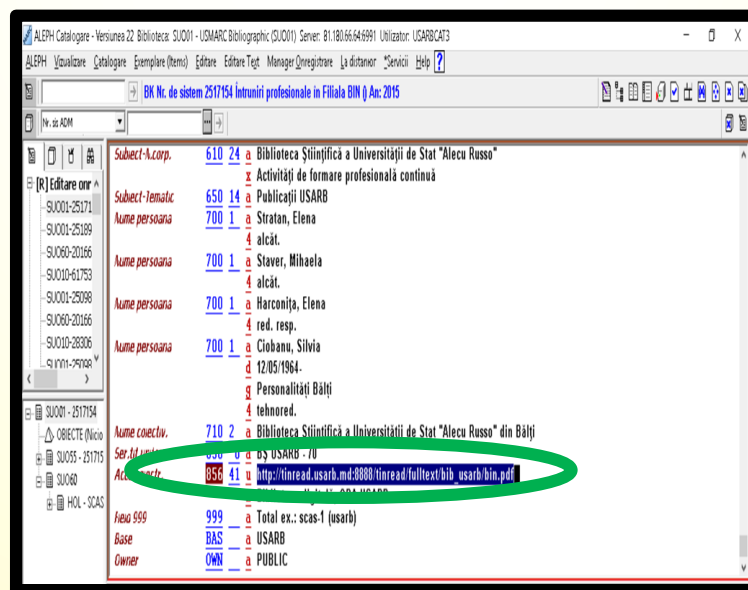 ALEPH Catalogare - Versiunea 22 Biblioteca: SUO01 - USMARC Bibliographic (SUO01) Server: 81.180.66.64:6991 Utilizator: USARBCAT3
ALEPH Vizualizare Catalogare Exemplare (Items) Editare Editare Text Manager Onregistrare La distanор *Servicii Help ?
BK Nr. de sistem 2517154 Întruniri profesionale in Filiala BIN () An: 2015
Nr. sis ADM
[R] Editare onr
SUO01-25171
SUO01-25189
SUO60-20166
SUO10-61753
SUO01-25098
SUO60-20166
SUO10-28306
SUO01-25098
SUO01 - 2517154
OBIECTE (Nicio
SUO55 - 251715
SUO60
HOL - SCAS
Subiect-N.corp. 610 24 a Biblioteca Ştiinţifică a Universităţii de Stat "Alecu Russo"
x Activităţi de formare profesională continuă
Subiect-Tematic 650 14 a Publicaţii USARB
Nume persoana 700 1 a Stratan, Elena
4 alcăt.
Nume persoana 700 1 a Staver, Mihaela
4 alcăt.
Nume persoana 700 1 a Harconiţa, Elena
4 red. resp.
Nume persoana 700 1 a Ciobanu, Silvia
d 12/05/1964-
g Personalităţi Bălţi
4 tehnored.
Nume colectiv. 710 2 a Biblioteca Ştiinţifică a Universităţii de Stat "Alecu Russo" din Bălţi
0 a BŞ USARB - 70
856 41 u http://tinread.usarb.md:8888/tinread/fulltext/bib_usarb/bin.pdf
999 a Total ex.: scas-1 (usarb)
Base BAS a USARB
Owner OWN a PUBLIC